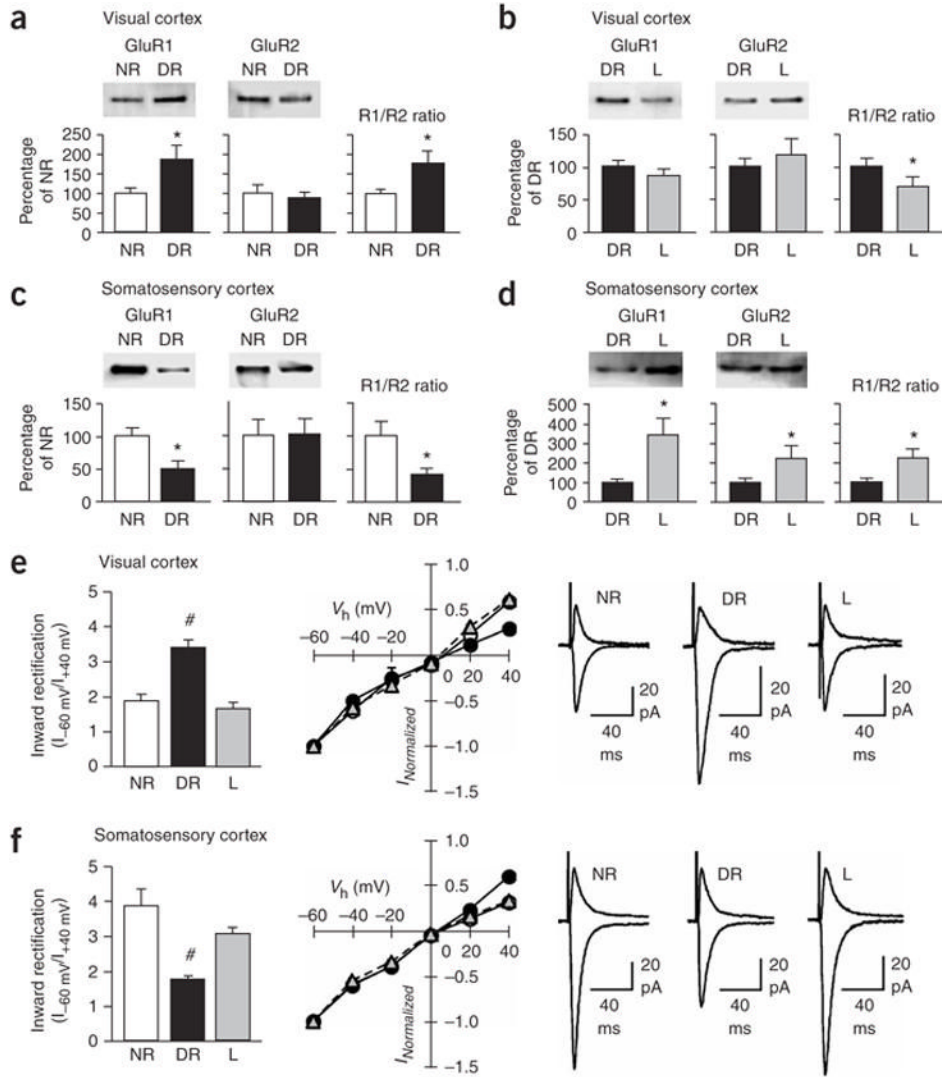 a
Visual cortex
GluR1
GluR2
NR DR
NR DR
R1/R2 ratio
Percentage
of NR
250
200
150
100
50
0
*
*
NR DR
NR DR
NR DR
b
Visual cortex
GluR1
GluR2
DR L
DR L
R1/R2 ratio
Percentage
of DR
150
100
50
0
*
DR L
DR L
DR L
c
Somatosensory cortex
GluR1
GluR2
NR DR
NR DR
R1/R2 ratio
Percentage
of NR
150
100
50
0
*
*
NR DR
NR DR
NR DR
d
Somatosensory cortex
GluR1
GluR2
DR L
DR L
R1/R2 ratio
Percentage
of DR
500
400
300
200
100
0
*
*
*
DR L
DR L
DR L
e
Visual cortex
Inward rectification
(I–60 mV/I+40 mV)
5
4
3
2
1
0
#
NR DR L
Vh (mV)
–60 –40 –20
0 20 40
1.0
0.5
–0.5
–1.0
–1.5
INormalized
NR
DR
L
20
pA
40
ms
20
pA
40
ms
20
pA
40
ms
f
Somatosensory cortex
Inward rectification
(I–60 mV/I+40 mV)
5
4
3
2
1
0
#
NR DR L
Vh (mV)
–60 –40 –20
0 20 40
1.0
0.5
–0.5
–1.0
–1.5
INormalized
NR
DR
L
20
pA
40
ms
20
pA
40
ms
20
pA
40
ms